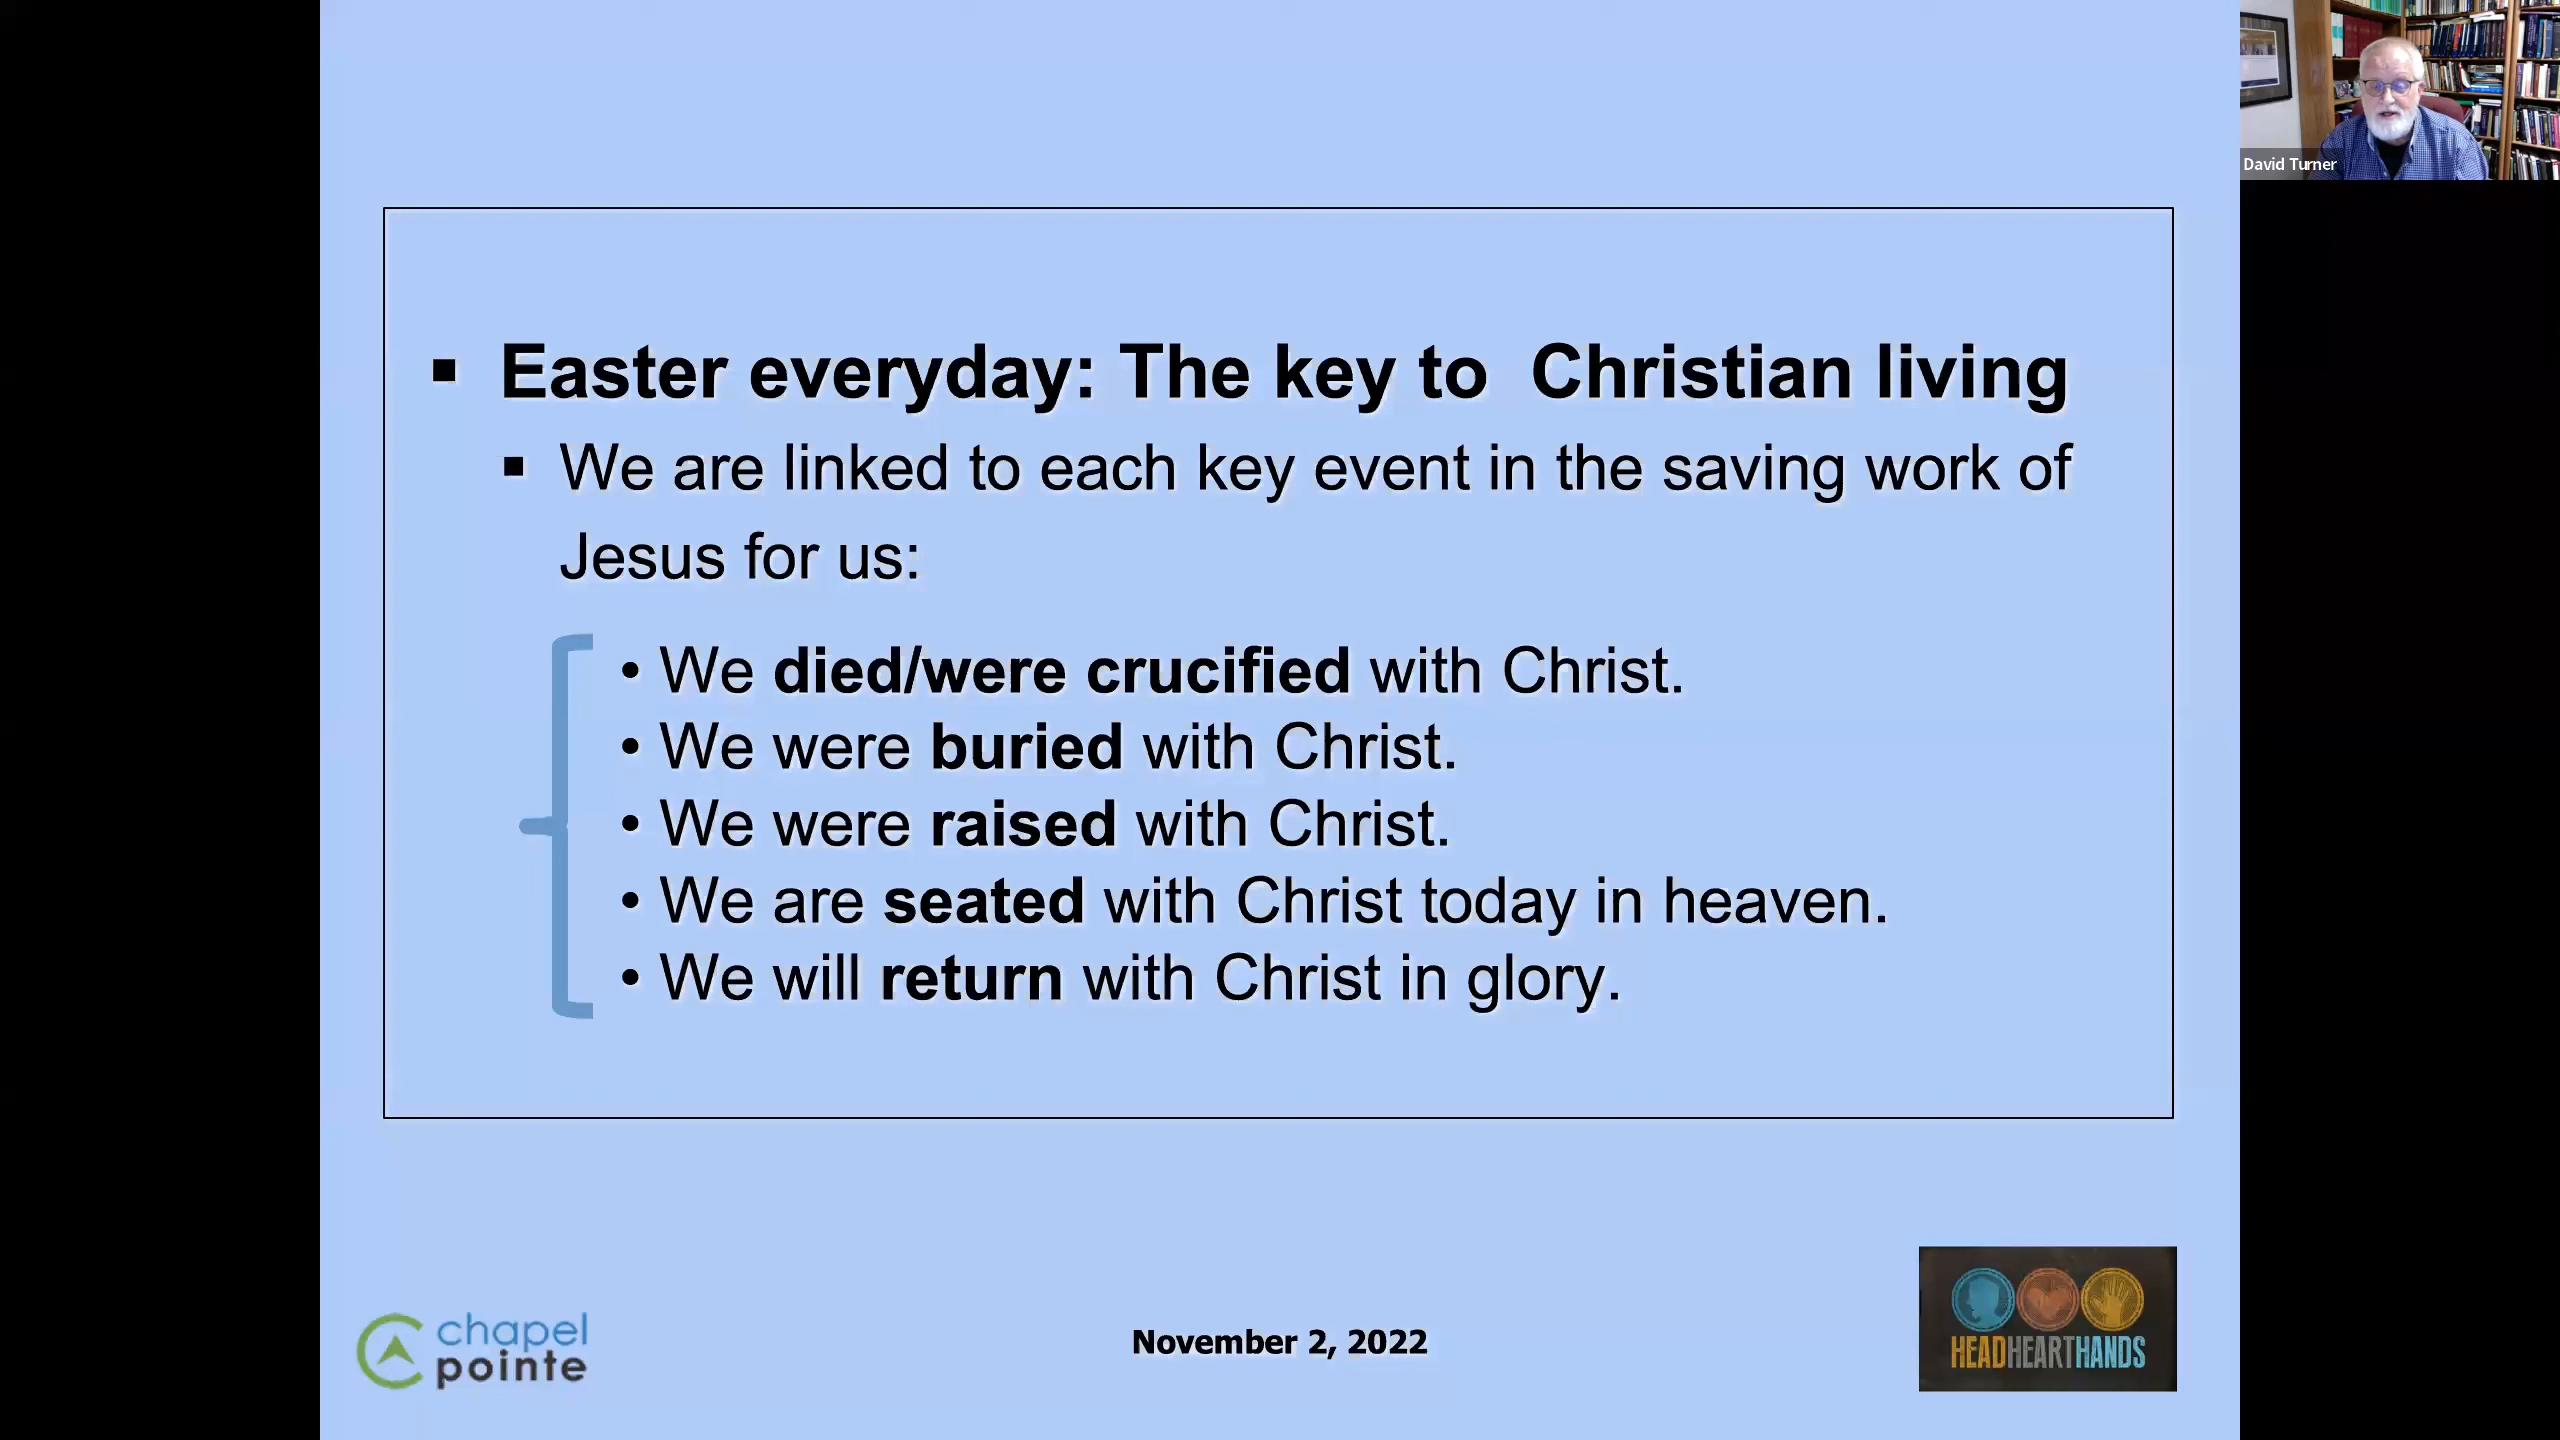 David Turner
▪ Easter everyday: The key to  Christian living
▪ We are linked to each key event in the saving work of
Jesus for us:
• We died/were crucified with Christ.
• We were buried with Christ.
• We were raised with Christ.
• We are seated with Christ today in heaven.
• We will return with Christ in glory.
chapel
pointe
November 2, 2022
HEADHEARTHANDS